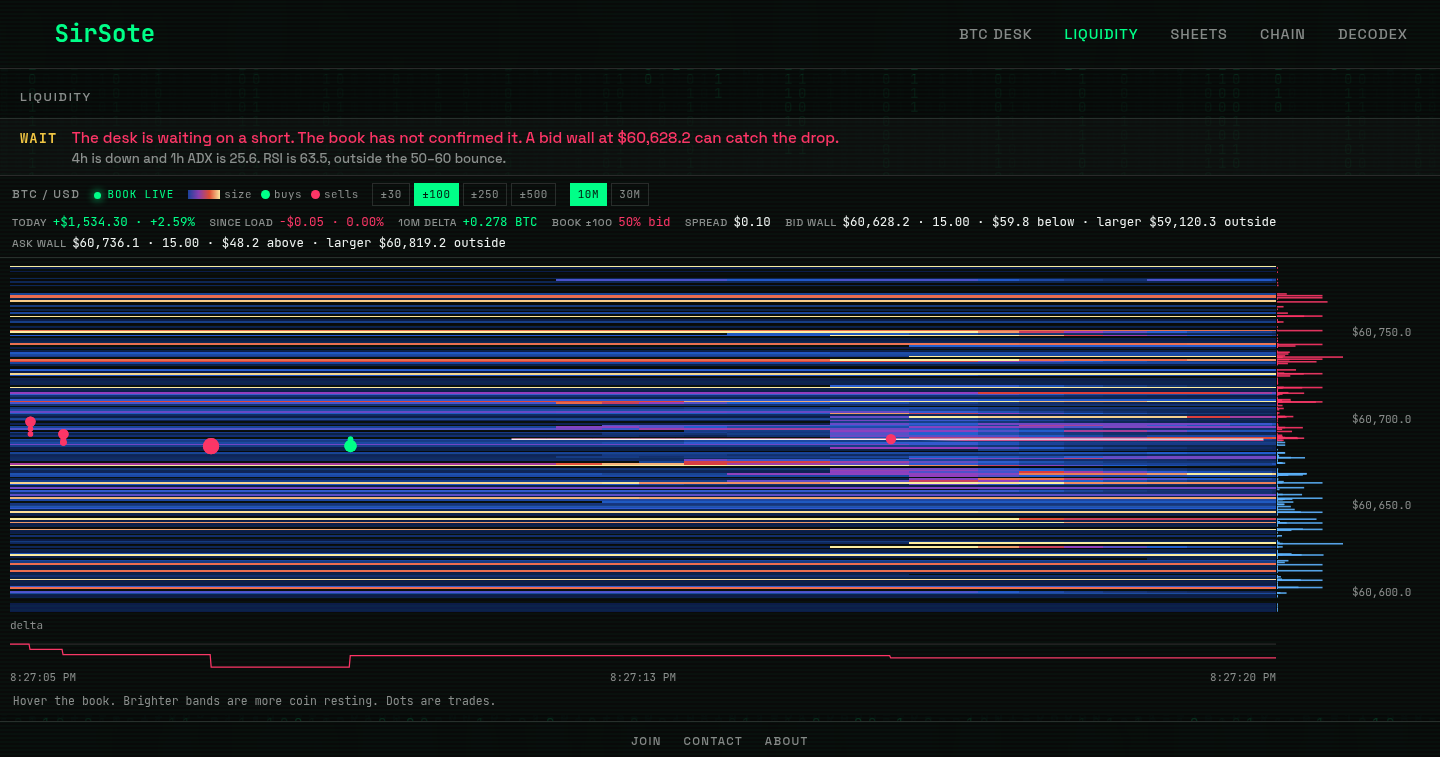 SirSote
BTC DESK LIQUIDITY SHEETS CHAIN DECODEX
LIQUIDITY
WAIT The desk is waiting on a short. The book has not confirmed it. A bid wall at $60,628.2 can catch the drop.
4h is down and 1h ADX is 25.6. RSI is 63.5, outside the 50–60 bounce.
BTC / USD BOOK LIVE size buys sells ±30 ±100 ±250 ±500 10M 30M
TODAY +$1,534.30 · +2.59% SINCE LOAD -$0.05 · 0.00% 10M DELTA +0.278 BTC BOOK ±100 50% bid SPREAD $0.10 BID WALL $60,628.2 · 15.00 · $59.8 below · larger $59,120.3 outside
ASK WALL $60,736.1 · 15.00 · $48.2 above · larger $60,819.2 outside
$60,750.0
$60,700.0
$60,650.0
$60,600.0
delta
8:27:05 PM 8:27:13 PM 8:27:20 PM
Hover the book. Brighter bands are more coin resting. Dots are trades.
JOIN CONTACT ABOUT